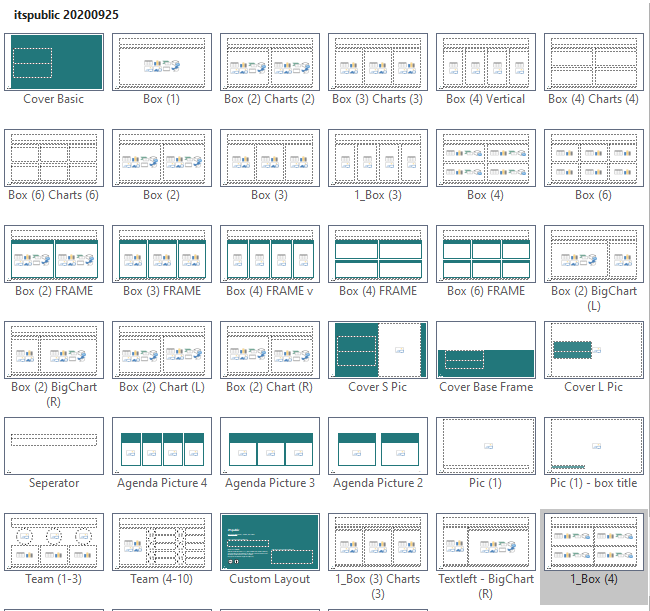 itspublic 20200925
Cover Basic
Box (1)
Box (2) Charts (2)
Box (3) Charts (3)
Box (4) Vertical
Box (4) Charts (4)
Box (6) Charts (6)
Box (2)
Box (3)
1_Box (3)
Box (4)
Box (6)
Box (2) FRAME
Box (3) FRAME
Box (4) FRAME v
Box (4) FRAME
Box (6) FRAME
Box (2) BigChart
(L)
Box (2) BigChart
(R)
Box (2) Chart (L)
Box (2) Chart (R)
Cover S Pic
Cover Base Frame
Cover L Pic
Seperator
Agenda Picture 4
Agenda Picture 3
Agenda Picture 2
Pic (1)
Pic (1) - box title
Team (1-3)
Team (4-10)
Custom Layout
1_Box (3) Charts
(3)
Textleft - BigChart
(R)
1_Box (4)